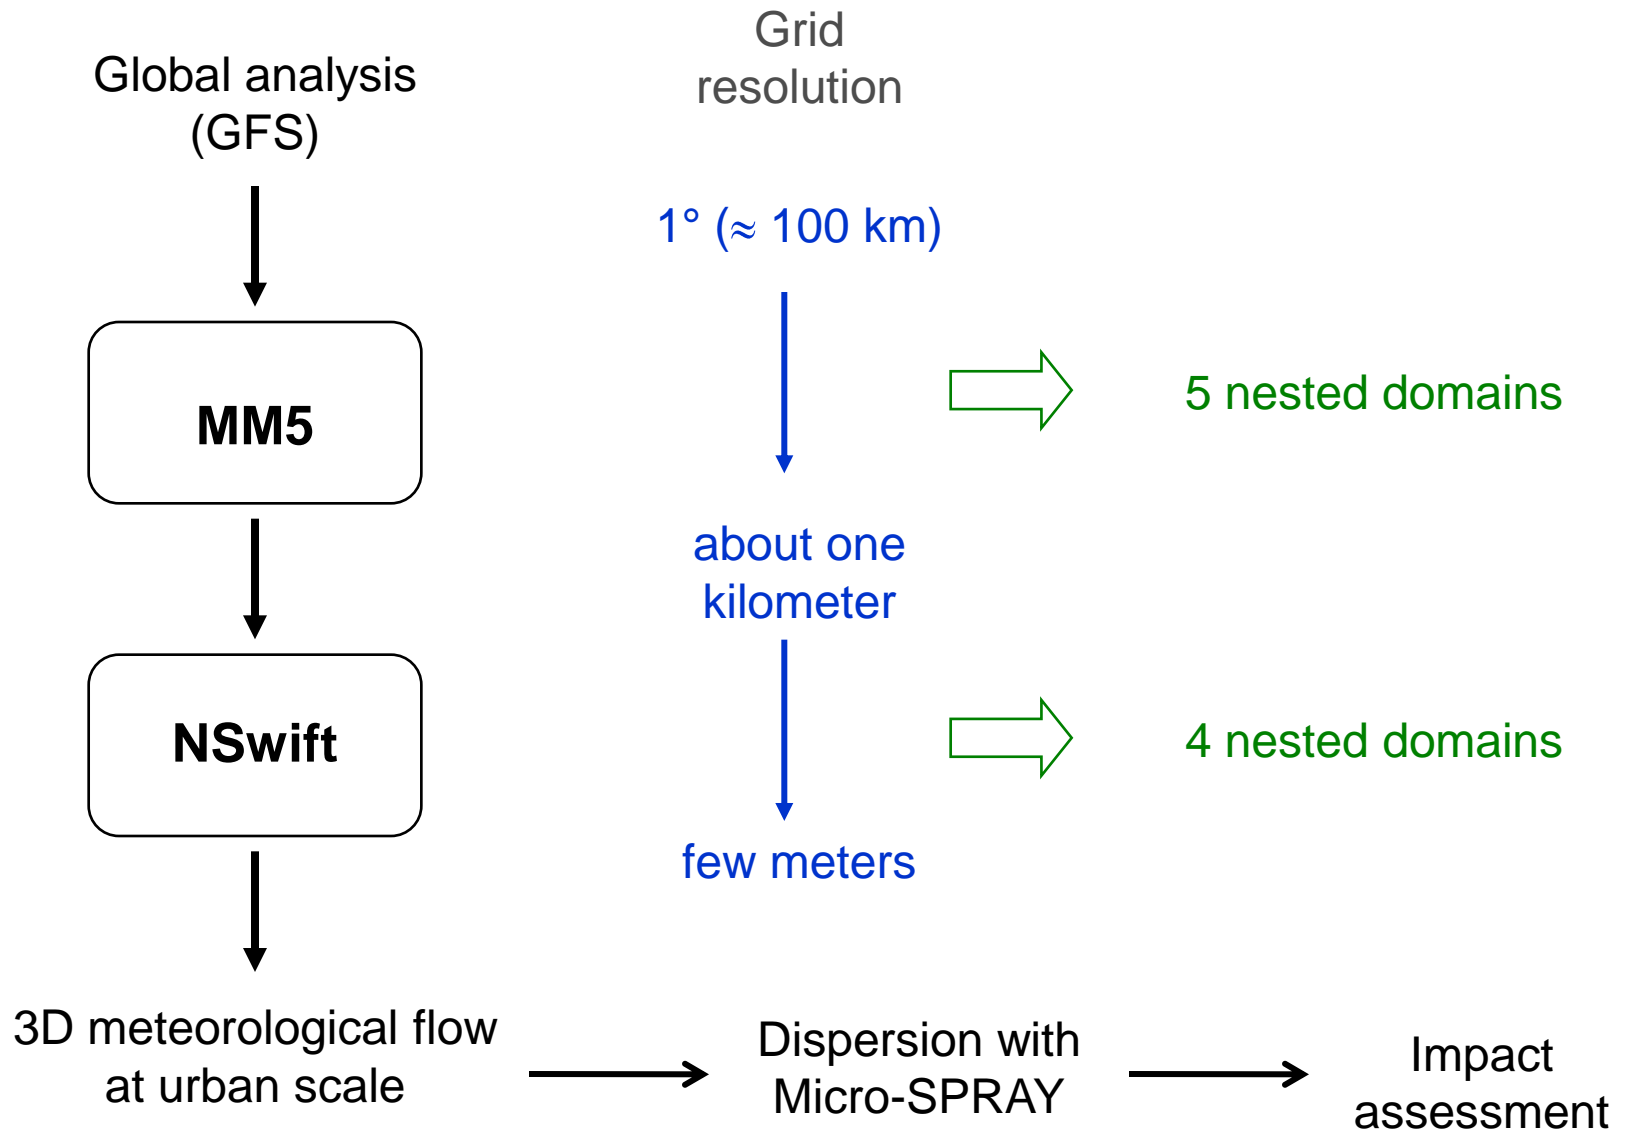 Global analysis
(GFS)
Grid
resolution
1° (≈ 100 km)
MM5
5 nested domains
about one
kilometer
NSwift
4 nested domains
few meters
3D meteorological flow
at urban scale
Dispersion with
Micro-SPRAY
Impact
assessment